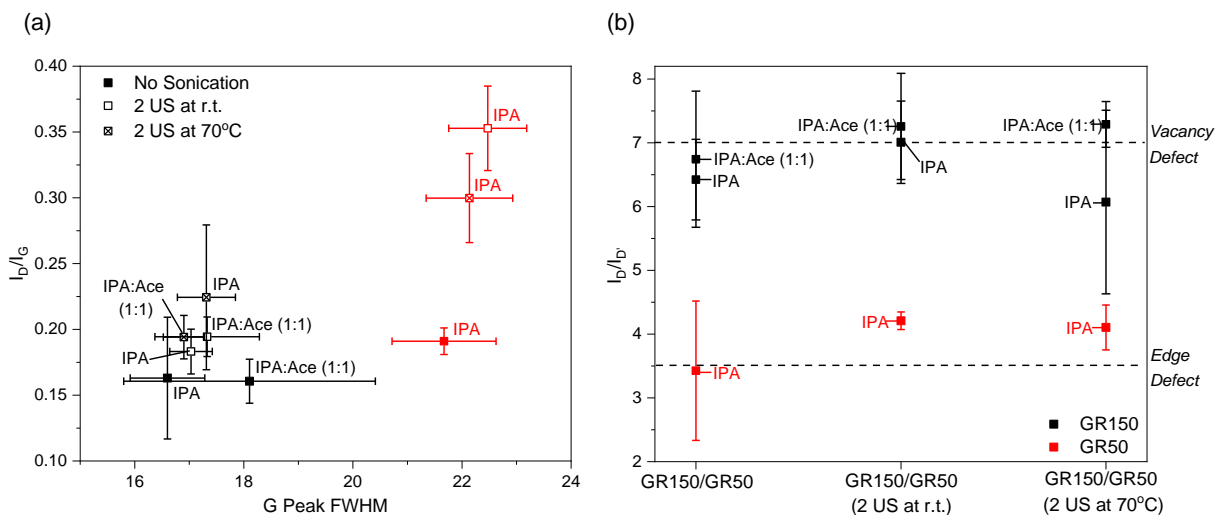 (a)
0.40
0.35
0.30
0.25
0.20
0.15
0.10
I_D/I_G
No Sonication
2 US at r.t.
2 US at 70°C
IPA
IPA
IPA
IPA:Ace
(1:1)
IPA:Ace (1:1)
IPA
IPA
IPA:Ace (1:1)
IPA
16
18
20
22
24
G Peak FWHM
(b)
8
7
6
5
4
3
2
I_D/I_D'
IPA:Ace (1:1)
IPA
IPA:Ace (1:1)
IPA
IPA:Ace (1:1)
IPA
IPA
IPA
IPA
Vacancy
Defect
Edge
Defect
GR150
GR50
GR150/GR50
GR150/GR50
(2 US at r.t.)
GR150/GR50
(2 US at 70°C)